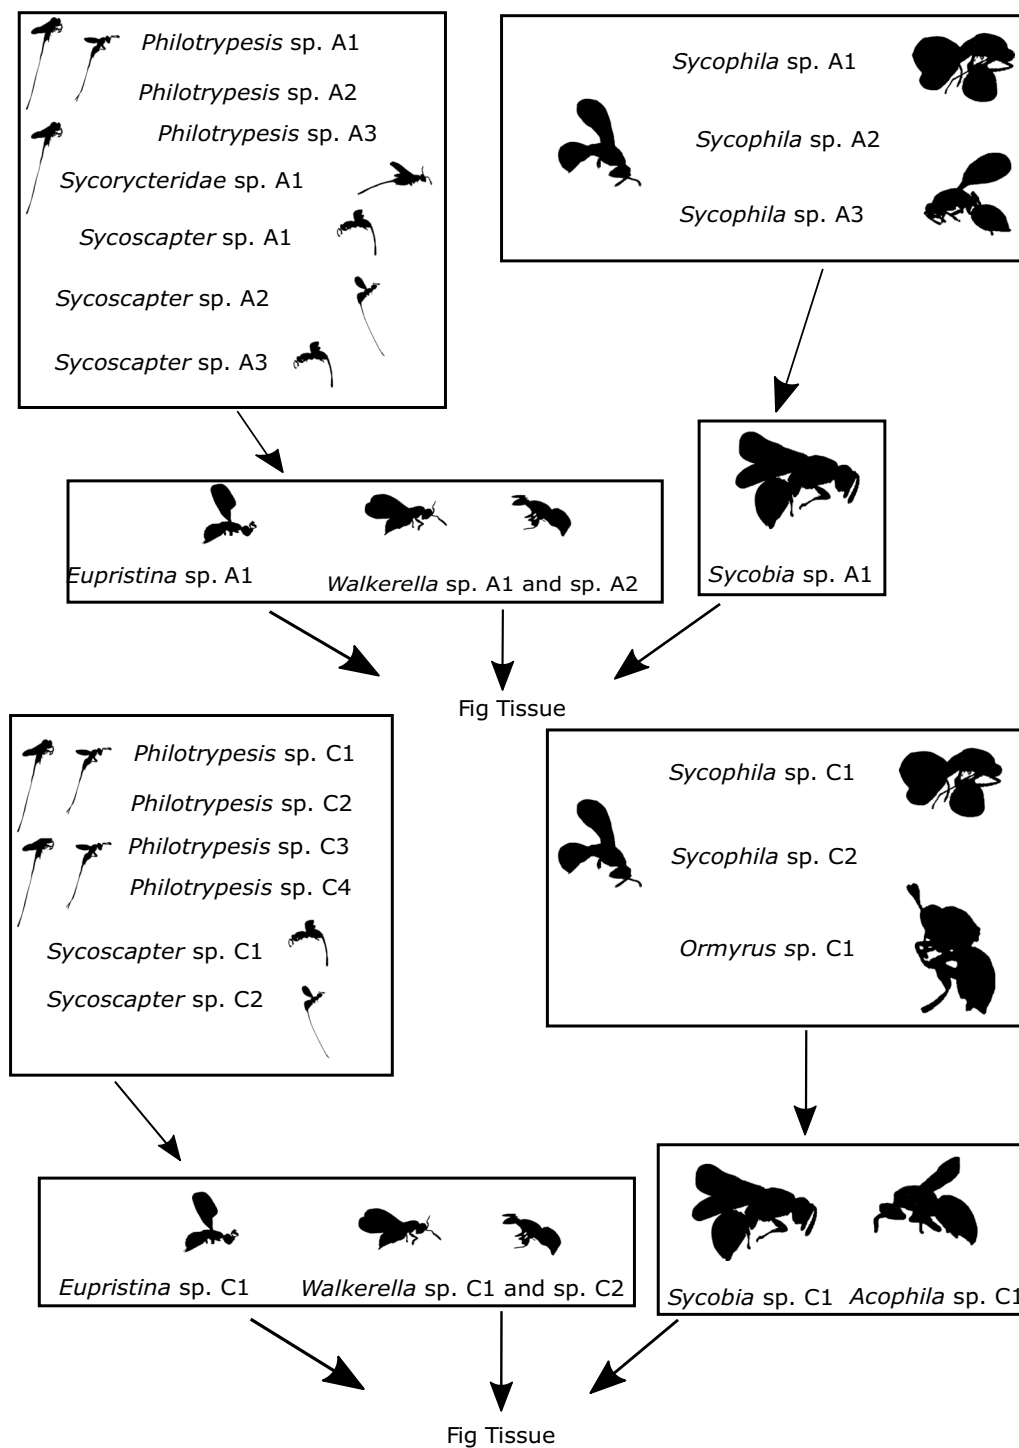 Philotrypesis sp. A1
Philotrypesis sp. A2
Philotrypesis sp. A3
Sycorycteridae sp. A1
Sycoscapter sp. A1
Sycoscapter sp. A2
Sycoscapter sp. A3
Sycophila sp. A1
Sycophila sp. A2
Sycophila sp. A3
Eupristina sp. A1
Walkerella sp. A1 and sp. A2
Sycobia sp. A1
Fig Tissue
Philotrypesis sp. C1
Philotrypesis sp. C2
Philotrypesis sp. C3
Philotrypesis sp. C4
Sycoscapter sp. C1
Sycoscapter sp. C2
Sycophila sp. C1
Sycophila sp. C2
Ormyrus sp. C1
Eupristina sp. C1
Walkerella sp. C1 and sp. C2
Sycobia sp. C1
Acophila sp. C1
Fig Tissue